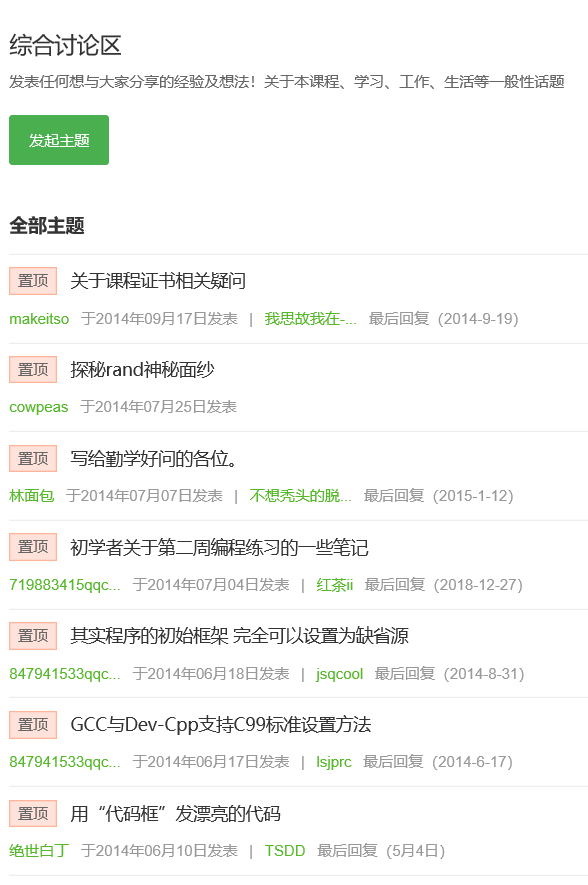 综合讨论区
发表任何想与大家分享的经验及想法！关于本课程、学习、工作、生活等一般性话题
发起主题
全部主题
置顶 关于课程证书相关疑问
makeitso 于2014年09月17日发表 | 我思故我在-... 最后回复（2014-9-19）
置顶 探秘rand神秘面纱
cowpeas 于2014年07月25日发表
置顶 写给勤学好问的各位。
林面包 于2014年07月07日发表 | 不想秃头的脱... 最后回复（2015-1-12）
置顶 初学者关于第二周编程练习的一些笔记
719883415qqc... 于2014年07月04日发表 | 红茶ii 最后回复（2018-12-27）
置顶 其实程序的初始框架 完全可以设置为缺省源
847941533qqc... 于2014年06月18日发表 | jsqcool 最后回复（2014-8-31）
置顶 GCC与Dev-Cpp支持C99标准设置方法
847941533qqc... 于2014年06月17日发表 | lsjprc 最后回复（2014-6-17）
置顶 用“代码框”发漂亮的代码
绝世白丁 于2014年06月10日发表 | TSDD 最后回复（5月4日）